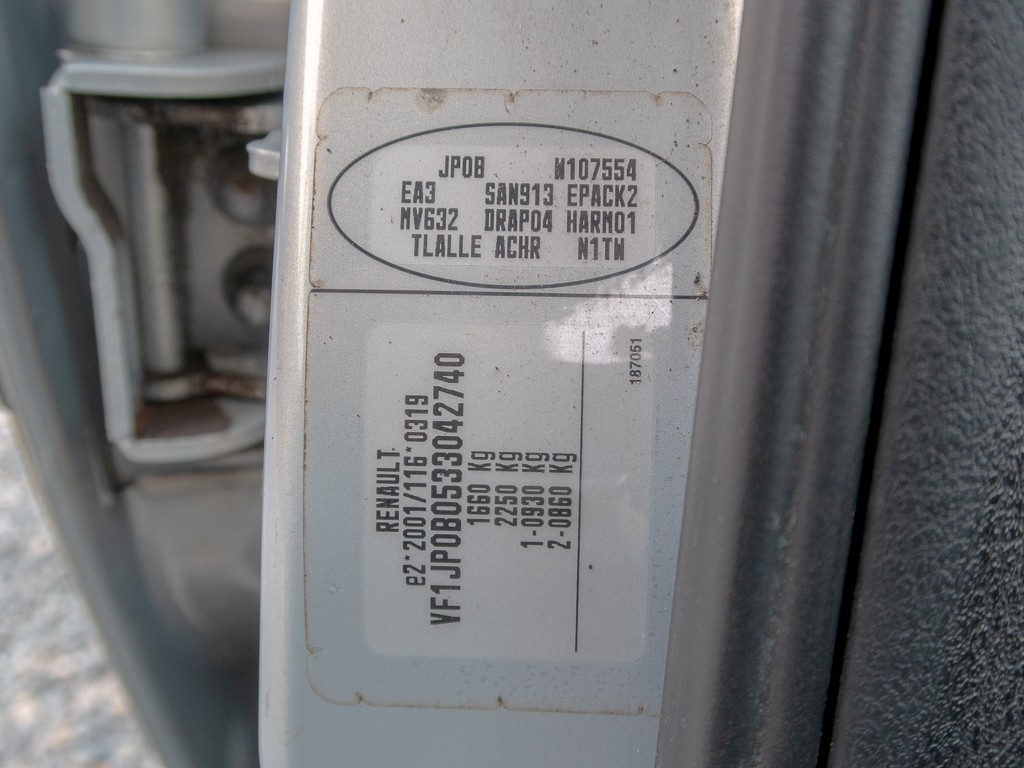 JP0B W107554
EA3 SAN913 EPACK2
MV632 DRAP04 HARM01
TLALLE ACHR N1TW
RENAULT
e2*2001/116*0319
VF1JP0B0533042740
1660 Kg
2250 Kg
1-0930 Kg
2-0860 Kg
187051